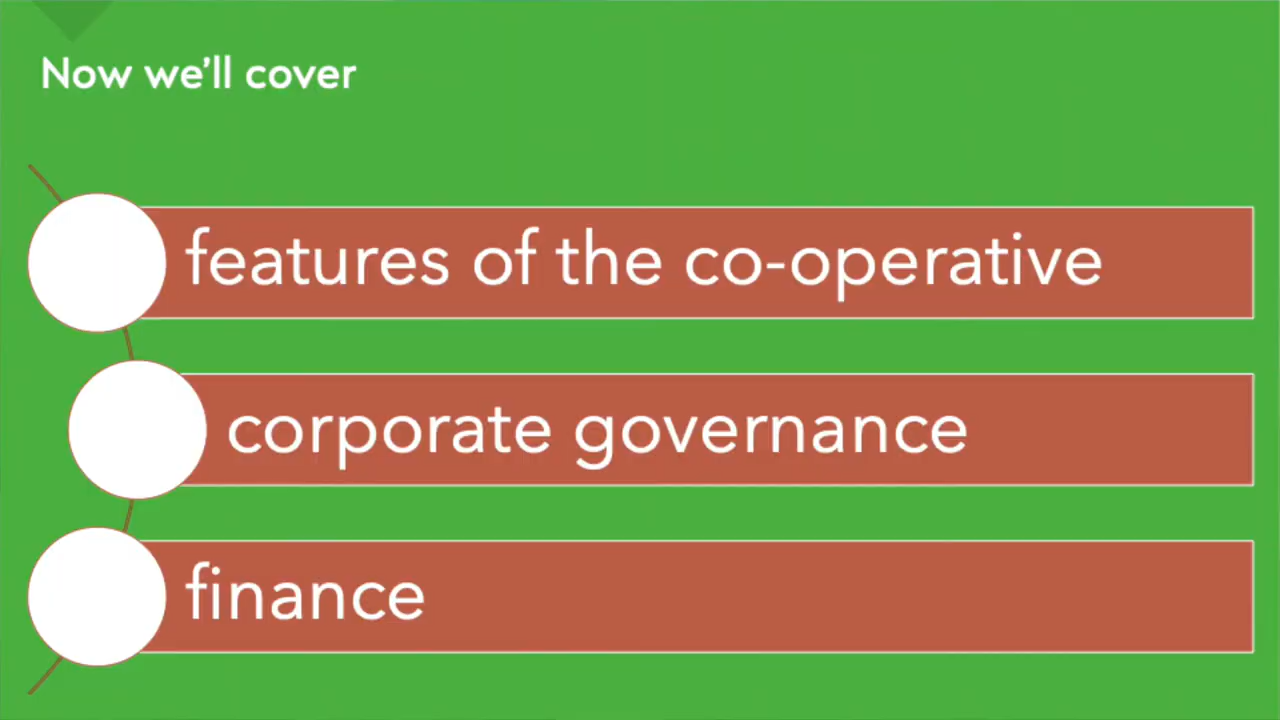 Now we’ll cover
features of the co-operative
corporate governance
finance